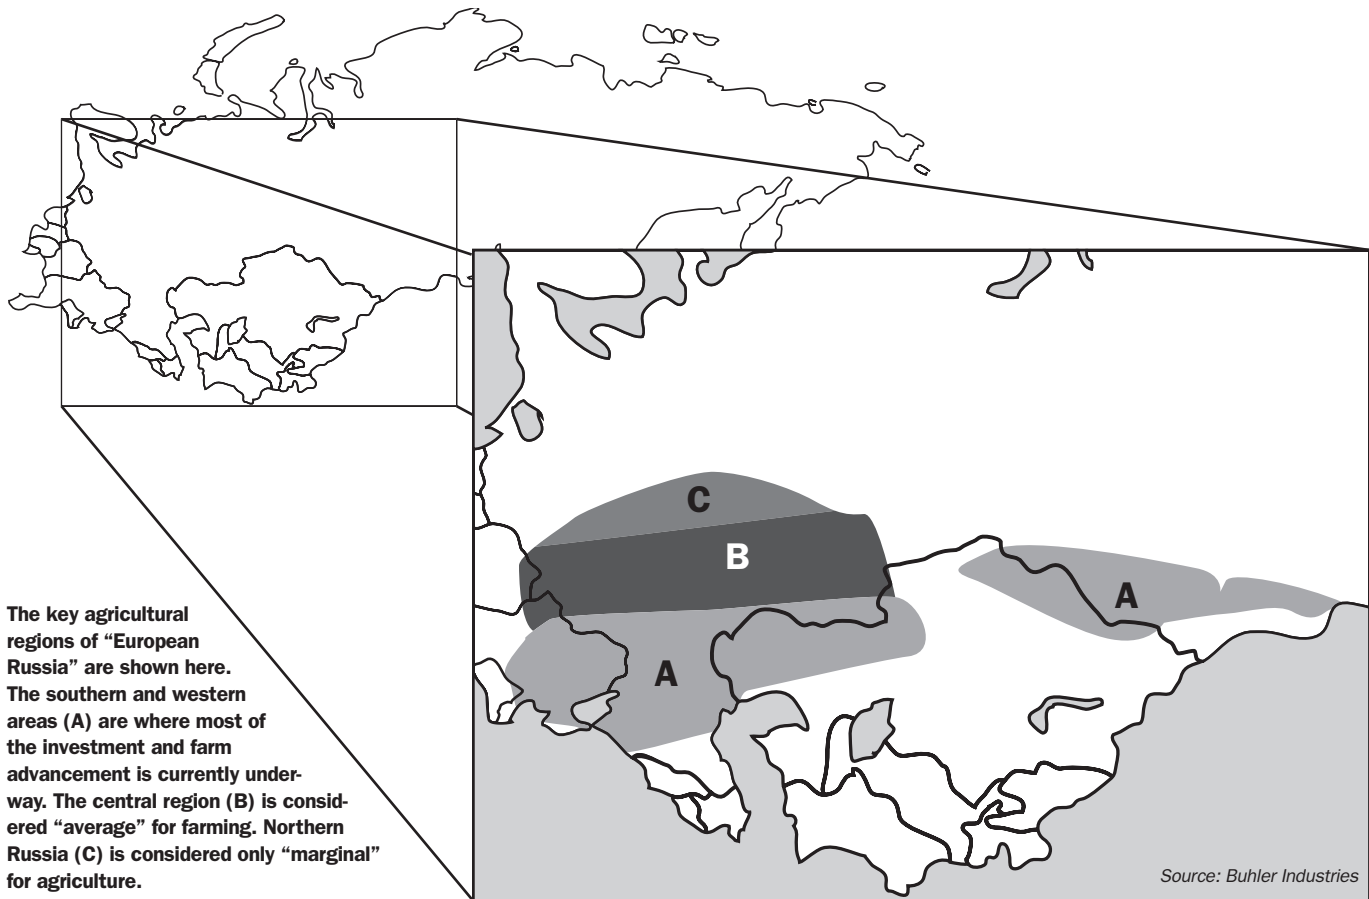 C
B
A
A
The key agricultural
regions of “European
Russia” are shown here.
The southern and western
areas (A) are where most of
the investment and farm
advancement is currently under-
way. The central region (B) is consid-
ered “average” for farming. Northern
Russia (C) is considered only “marginal”
for agriculture.
Source: Buhler Industries